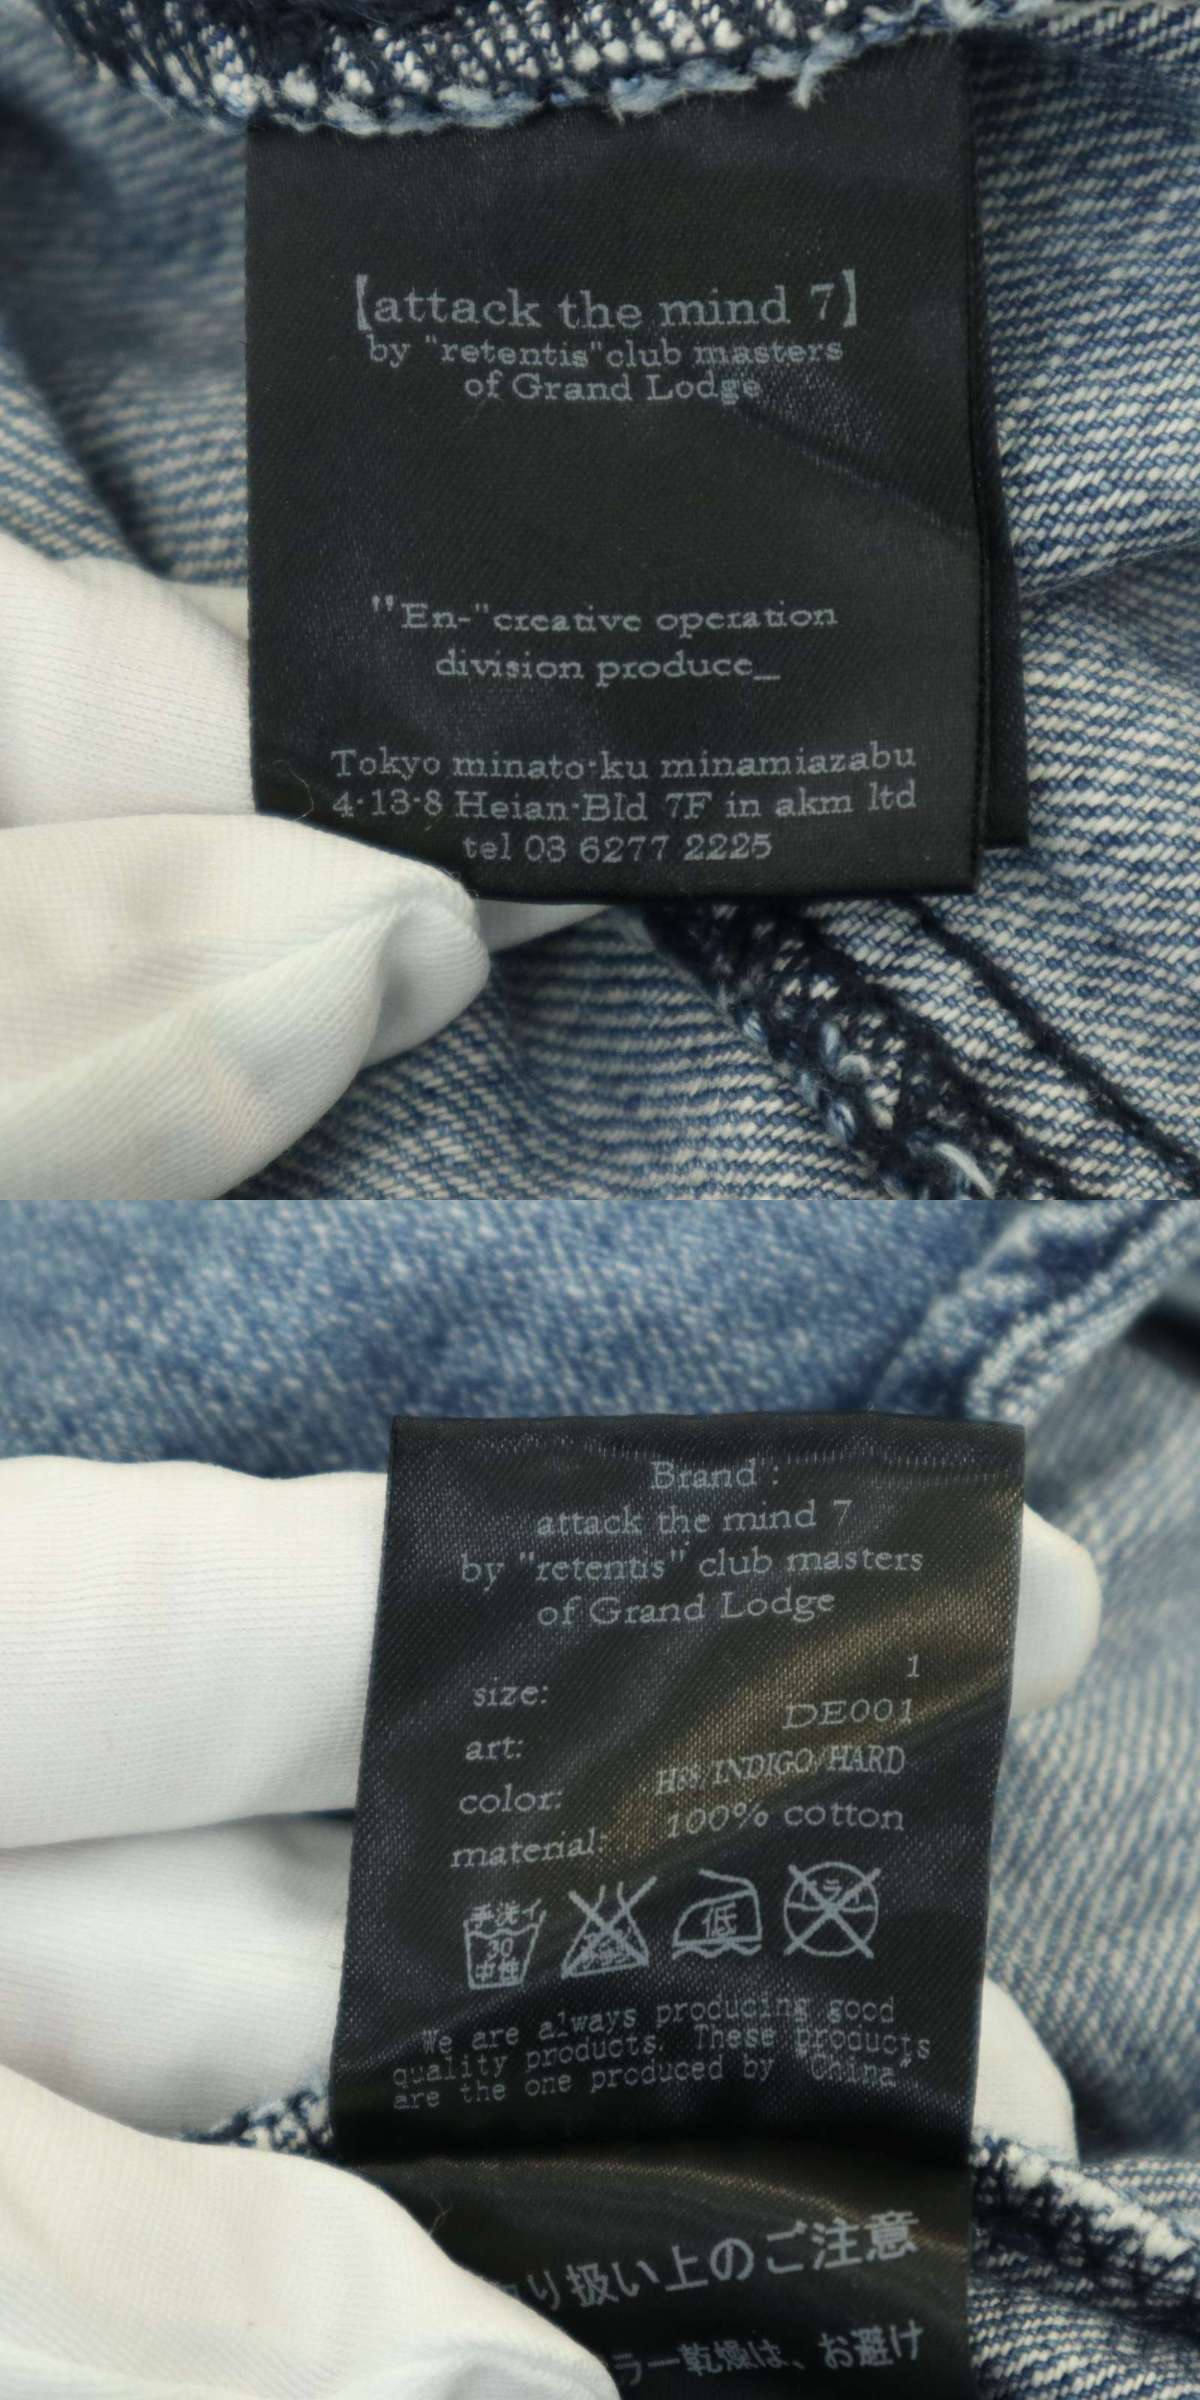 【attack the mind 7】
by "retentis"club masters
of Grand Lodge
"En-"creative operation
division produce_
Tokyo minato-ku minamiazabu
4-13-8 Heian-Bld 7F in akm ltd
tel 03 6277 2225
Brand :
attack the mind 7
by "retentis" club masters
of Grand Lodge
size: 1
art: DE001
color: H88/INDIGO/HARD
material: 100% cotton
手洗イ
30
中性
低
ドライ
We are always producing good
quality products. These products
are the one produced by "China"
り扱い上のご注意
ラー乾燥は、お避け